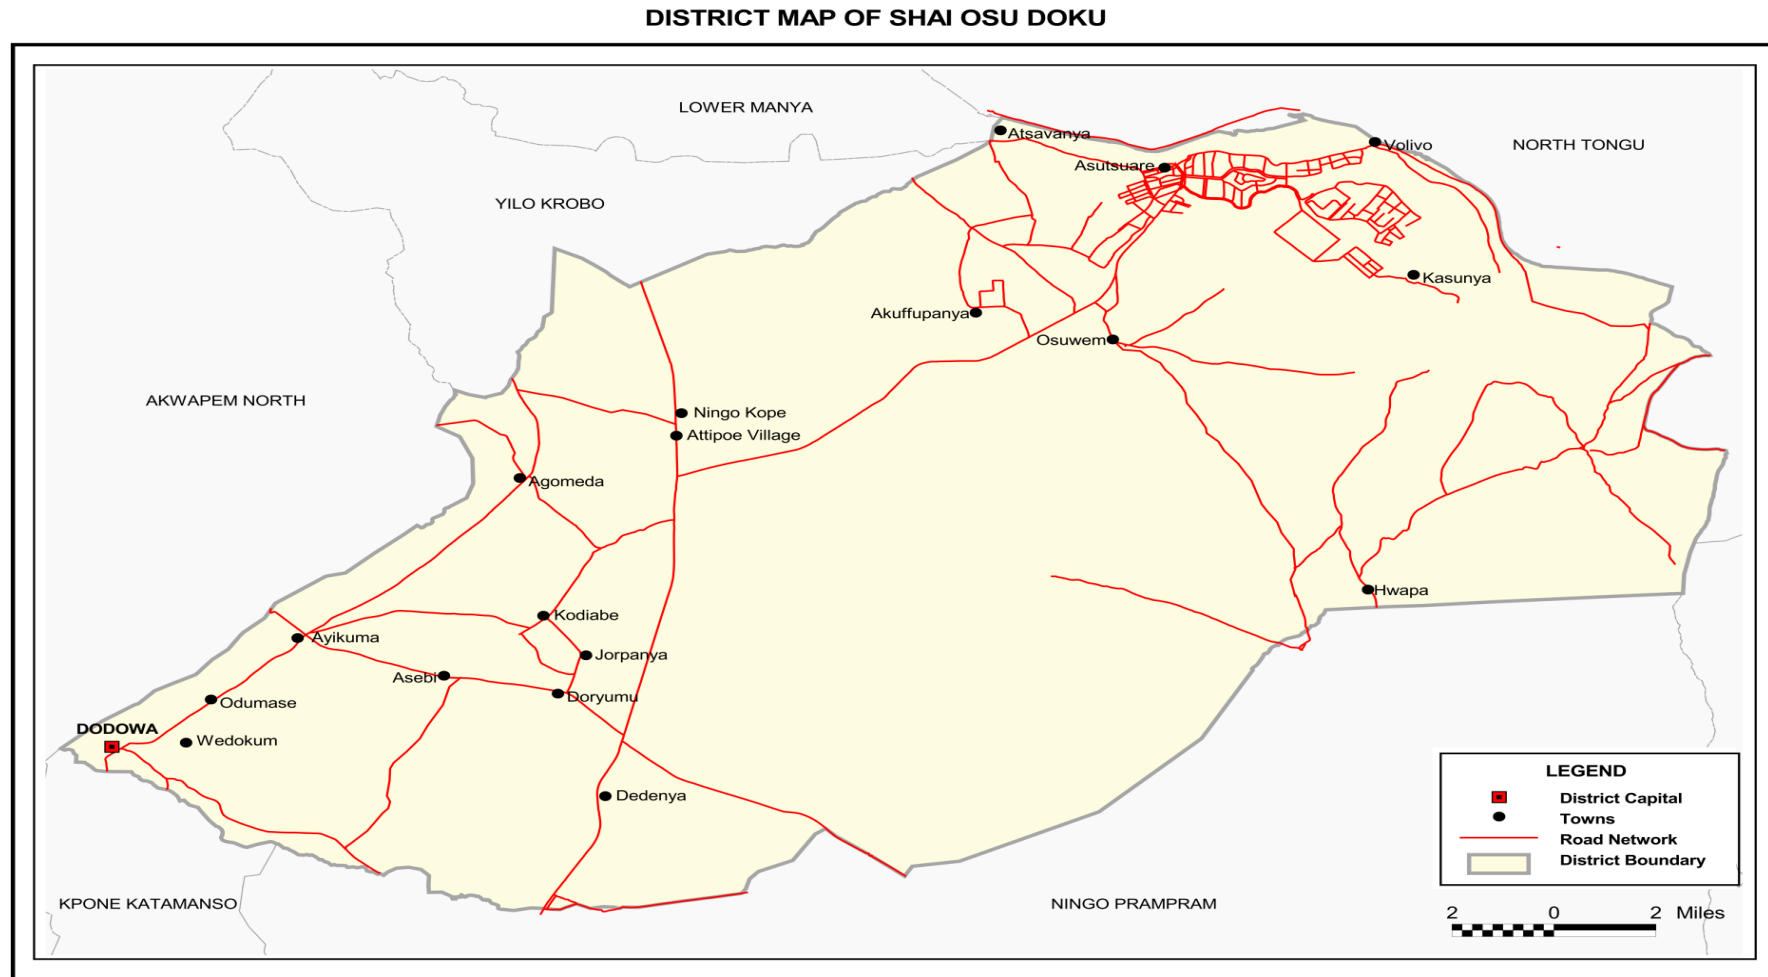 DISTRICT MAP OF SHAI OSU DOKU
LOWER MANYA
Atsavanya
Volivo
NORTH TONGU
Asutsuare
YILO KROBO
Kasunya
Akuffupanya
Osuwem
AKWAPEM NORTH
Ningo Kope
Attipoe Village
Agomeda
Hwapa
Kodiabe
Ayikuma
Jorpanya
Asebi
Doryumu
Odumase
DODOWA
Wedokum
Dedenya
KPONE KATAMANSO
NINGO PRAMPRAM
LEGEND
District Capital
Towns
Road Network
District Boundary
2 0 2 Miles